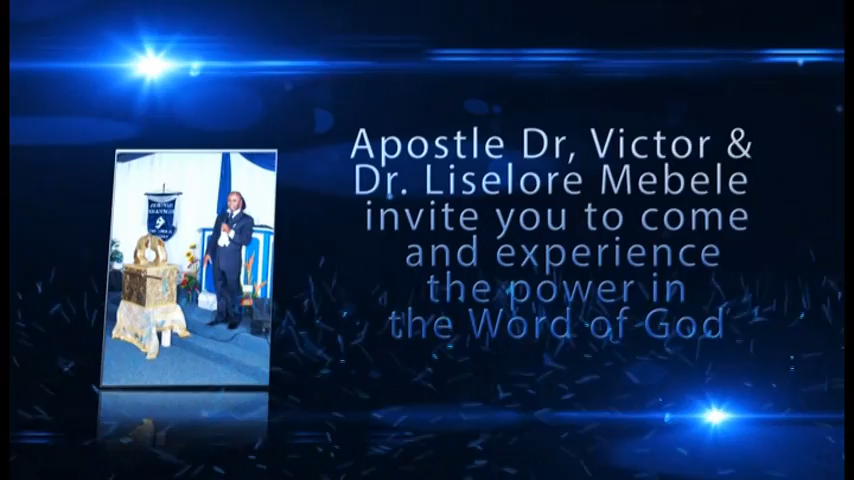 Apostle Dr, Victor &
Dr. Liselore Mebele
invite you to come
and experience
the power in
the Word of God